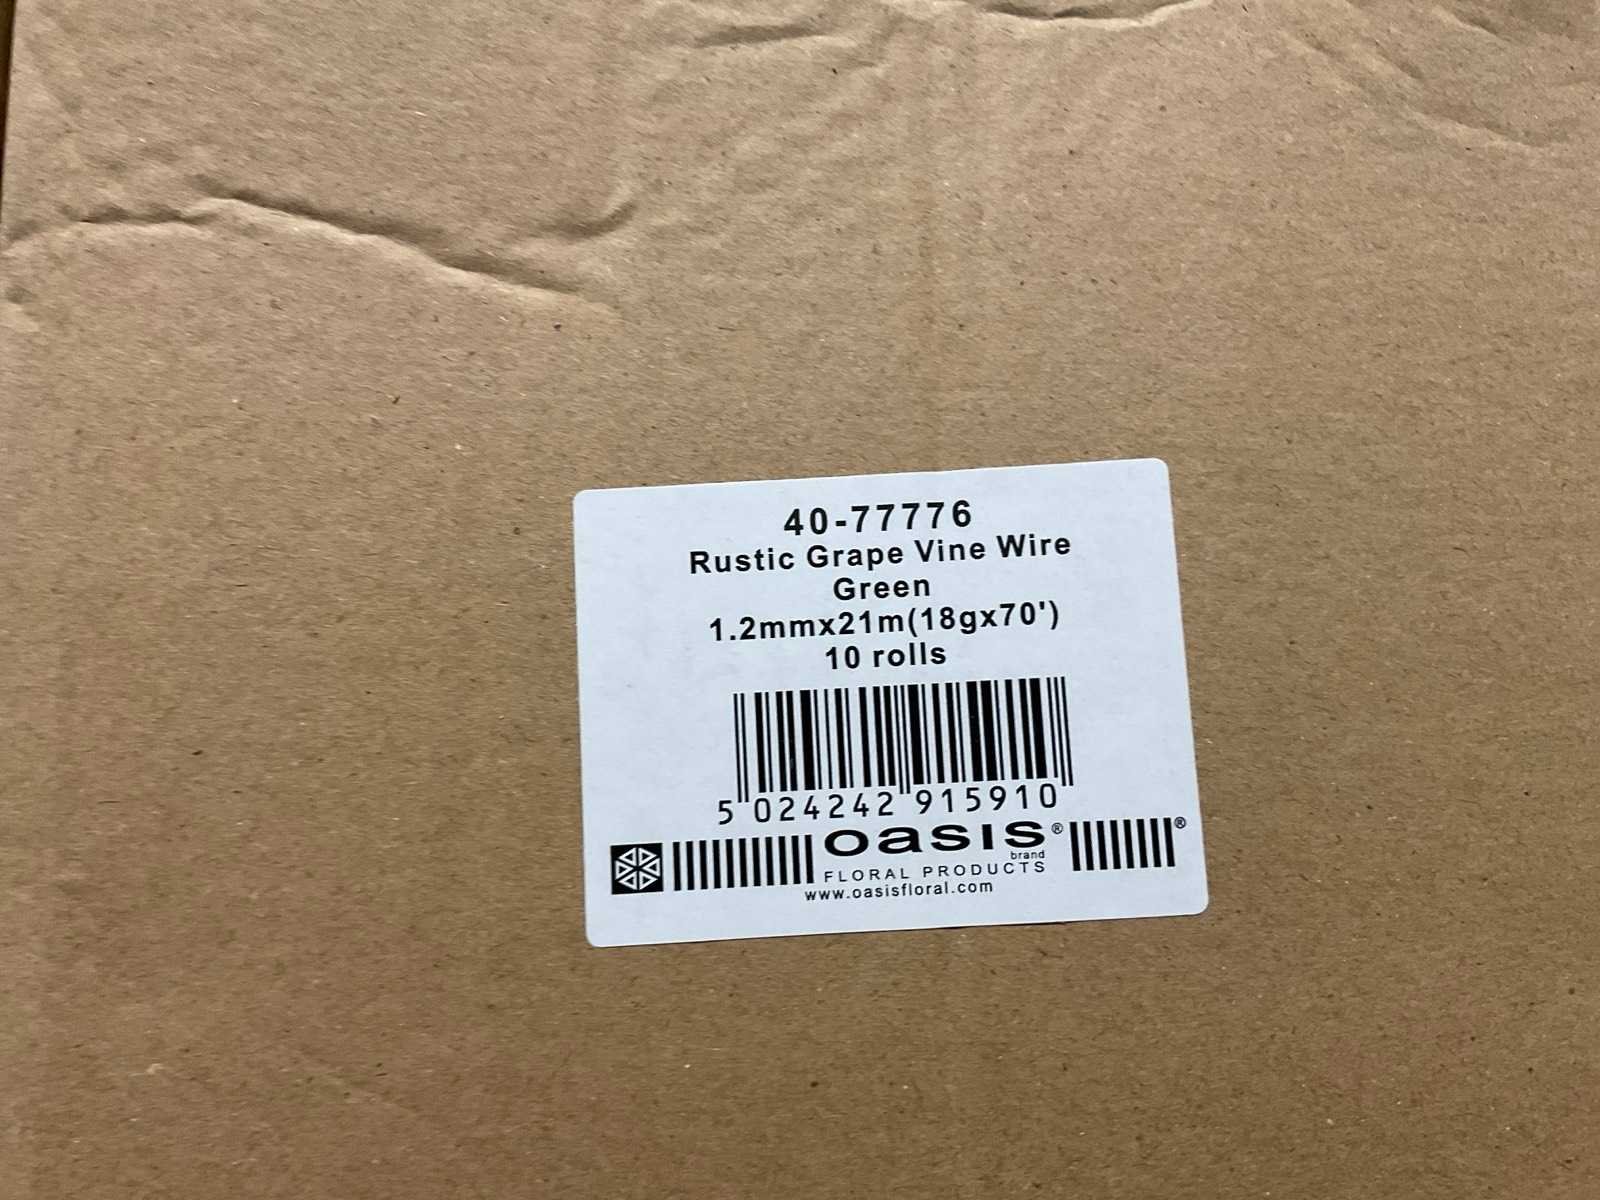 40-77776
Rustic Grape Vine Wire
Green
1.2mmx21m(18gx70')
10 rolls
5 024242 915910
oasis®
brand
FLORAL PRODUCTS
®
www.oasisfloral.com